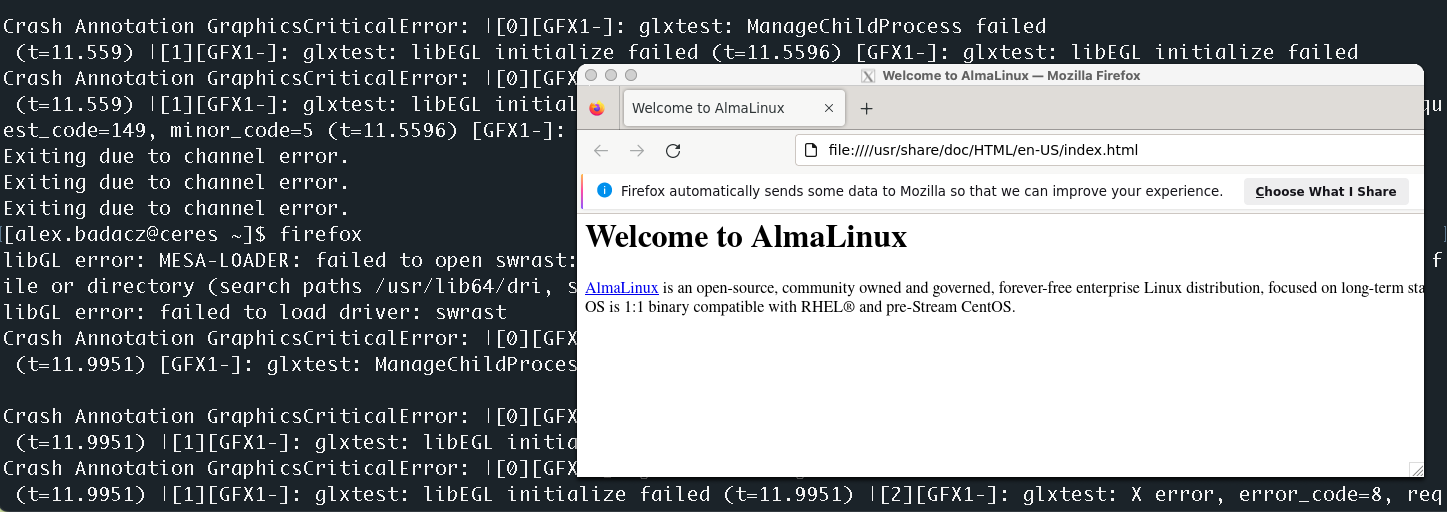 Crash Annotation GraphicsCriticalError: |[0][GFX1-]: glxtest: ManageChildProcess failed
(t=11.559) |[1][GFX1-]: glxtest: libEGL initialize failed (t=11.5596) [GFX1-]: glxtest: libEGL initialize failed
Crash Annotation GraphicsCriticalError: |[0][GFX
(t=11.559) |[1][GFX1-]: glxtest: libEGL initial
qu
est_code=149, minor_code=5 (t=11.5596) [GFX1-]:
Exiting due to channel error.
Exiting due to channel error.
Exiting due to channel error.
[alex.badacz@ceres ~]$ firefox
libGL error: MESA-LOADER: failed to open swrast:
f
ile or directory (search paths /usr/lib64/dri, s
libGL error: failed to load driver: swrast
Crash Annotation GraphicsCriticalError: |[0][GFX
(t=11.9951) [GFX1-]: glxtest: ManageChildProces
Crash Annotation GraphicsCriticalError: |[0][GFX
(t=11.9951) |[1][GFX1-]: glxtest: libEGL initia
Crash Annotation GraphicsCriticalError: |[0][GFX
(t=11.9951) |[1][GFX1-]: glxtest: libEGL initialize failed (t=11.9951) |[2][GFX1-]: glxtest: X error, error_code=8, req
Welcome to AlmaLinux — Mozilla Firefox
Welcome to AlmaLinux
file:////usr/share/doc/HTML/en-US/index.html
Firefox automatically sends some data to Mozilla so that we can improve your experience.
Choose What I Share
Welcome to AlmaLinux
AlmaLinux is an open-source, community owned and governed, forever-free enterprise Linux distribution, focused on long-term sta
OS is 1:1 binary compatible with RHEL® and pre-Stream CentOS.